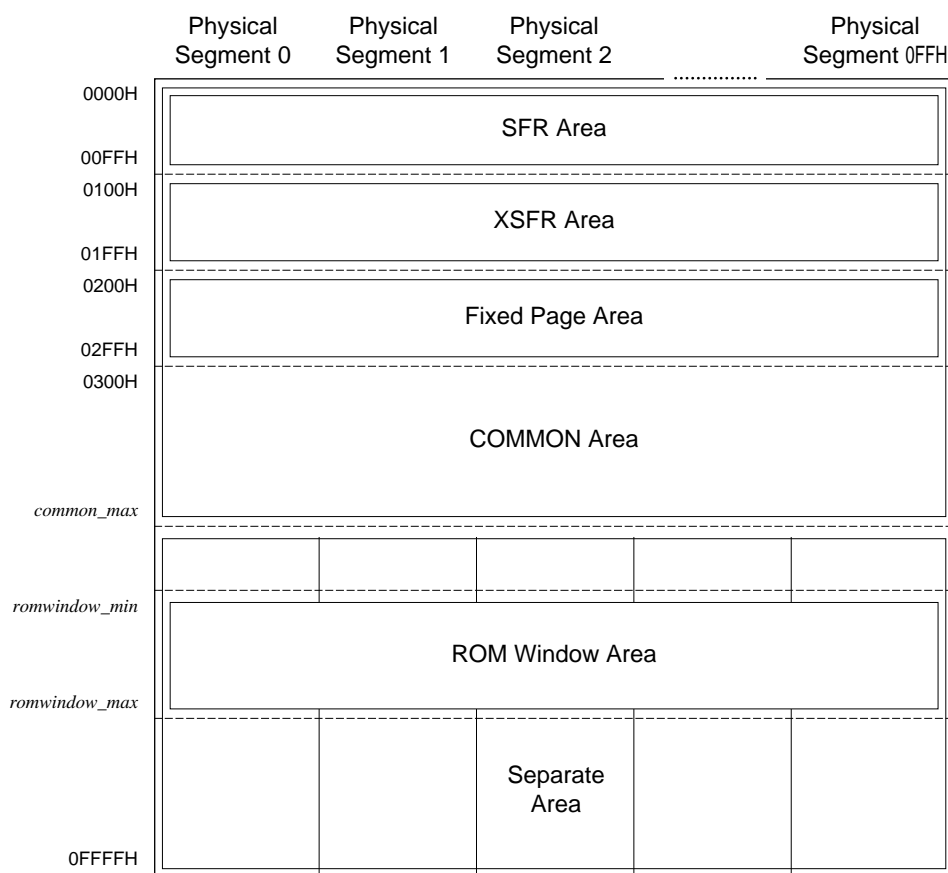 Physical Segment 0
Physical Segment 1
Physical Segment 2
Physical Segment 0FFH
0000H
SFR Area
00FFH
0100H
XSFR Area
01FFH
0200H
Fixed Page Area
02FFH
0300H
COMMON Area
common_max
romwindow_min
ROM Window Area
romwindow_max
Separate
Area
0FFFFH